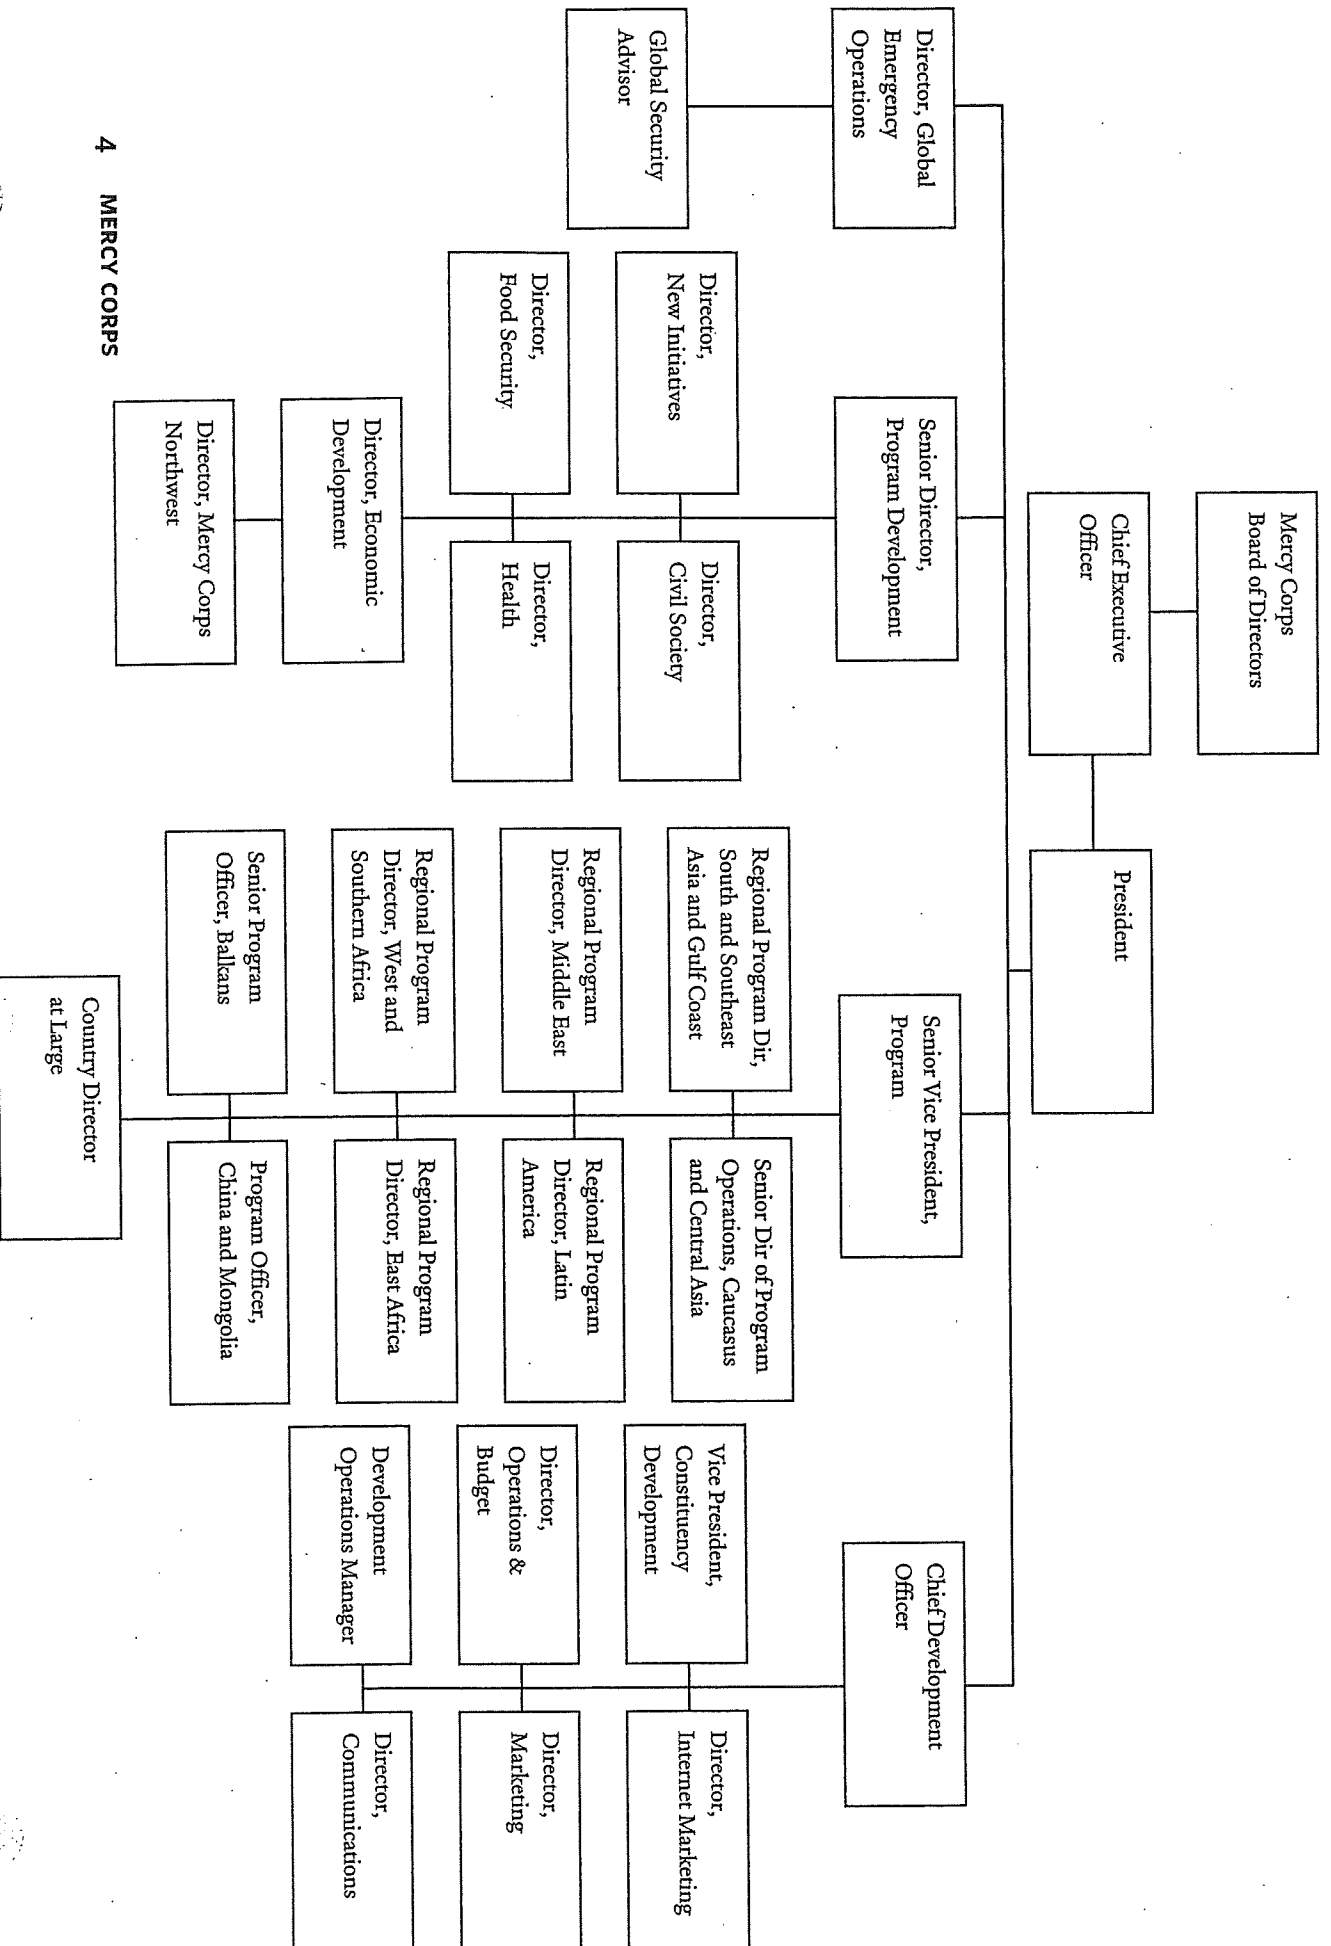 Mercy Corps
Board of Directors
Chief Executive
Officer
President
Director, Global
Emergency
Operations
Senior Director,
Program Development
Senior Vice President,
Program
Chief Development
Officer
Global Security
Advisor
Director,
New Initiatives
Director,
Civil Society
Director,
Food Security
Director,
Health
Director, Economic
Development
Director, Mercy Corps
Northwest
Regional Program Dir,
South and Southeast
Asia and Gulf Coast
Senior Dir of Program
Operations, Caucasus
and Central Asia
Regional Program
Director, Middle East
Regional Program
Director, Latin
America
Regional Program
Director, West and
Southern Africa
Regional Program
Director, East Africa
Senior Program
Officer, Balkans
Program Officer,
China and Mongolia
Country Director
at Large
Vice President,
Constituency
Development
Director,
Internet Marketing
Director,
Operations &
Budget
Director,
Marketing
Development
Operations Manager
Director,
Communications
4 MERCY CORPS